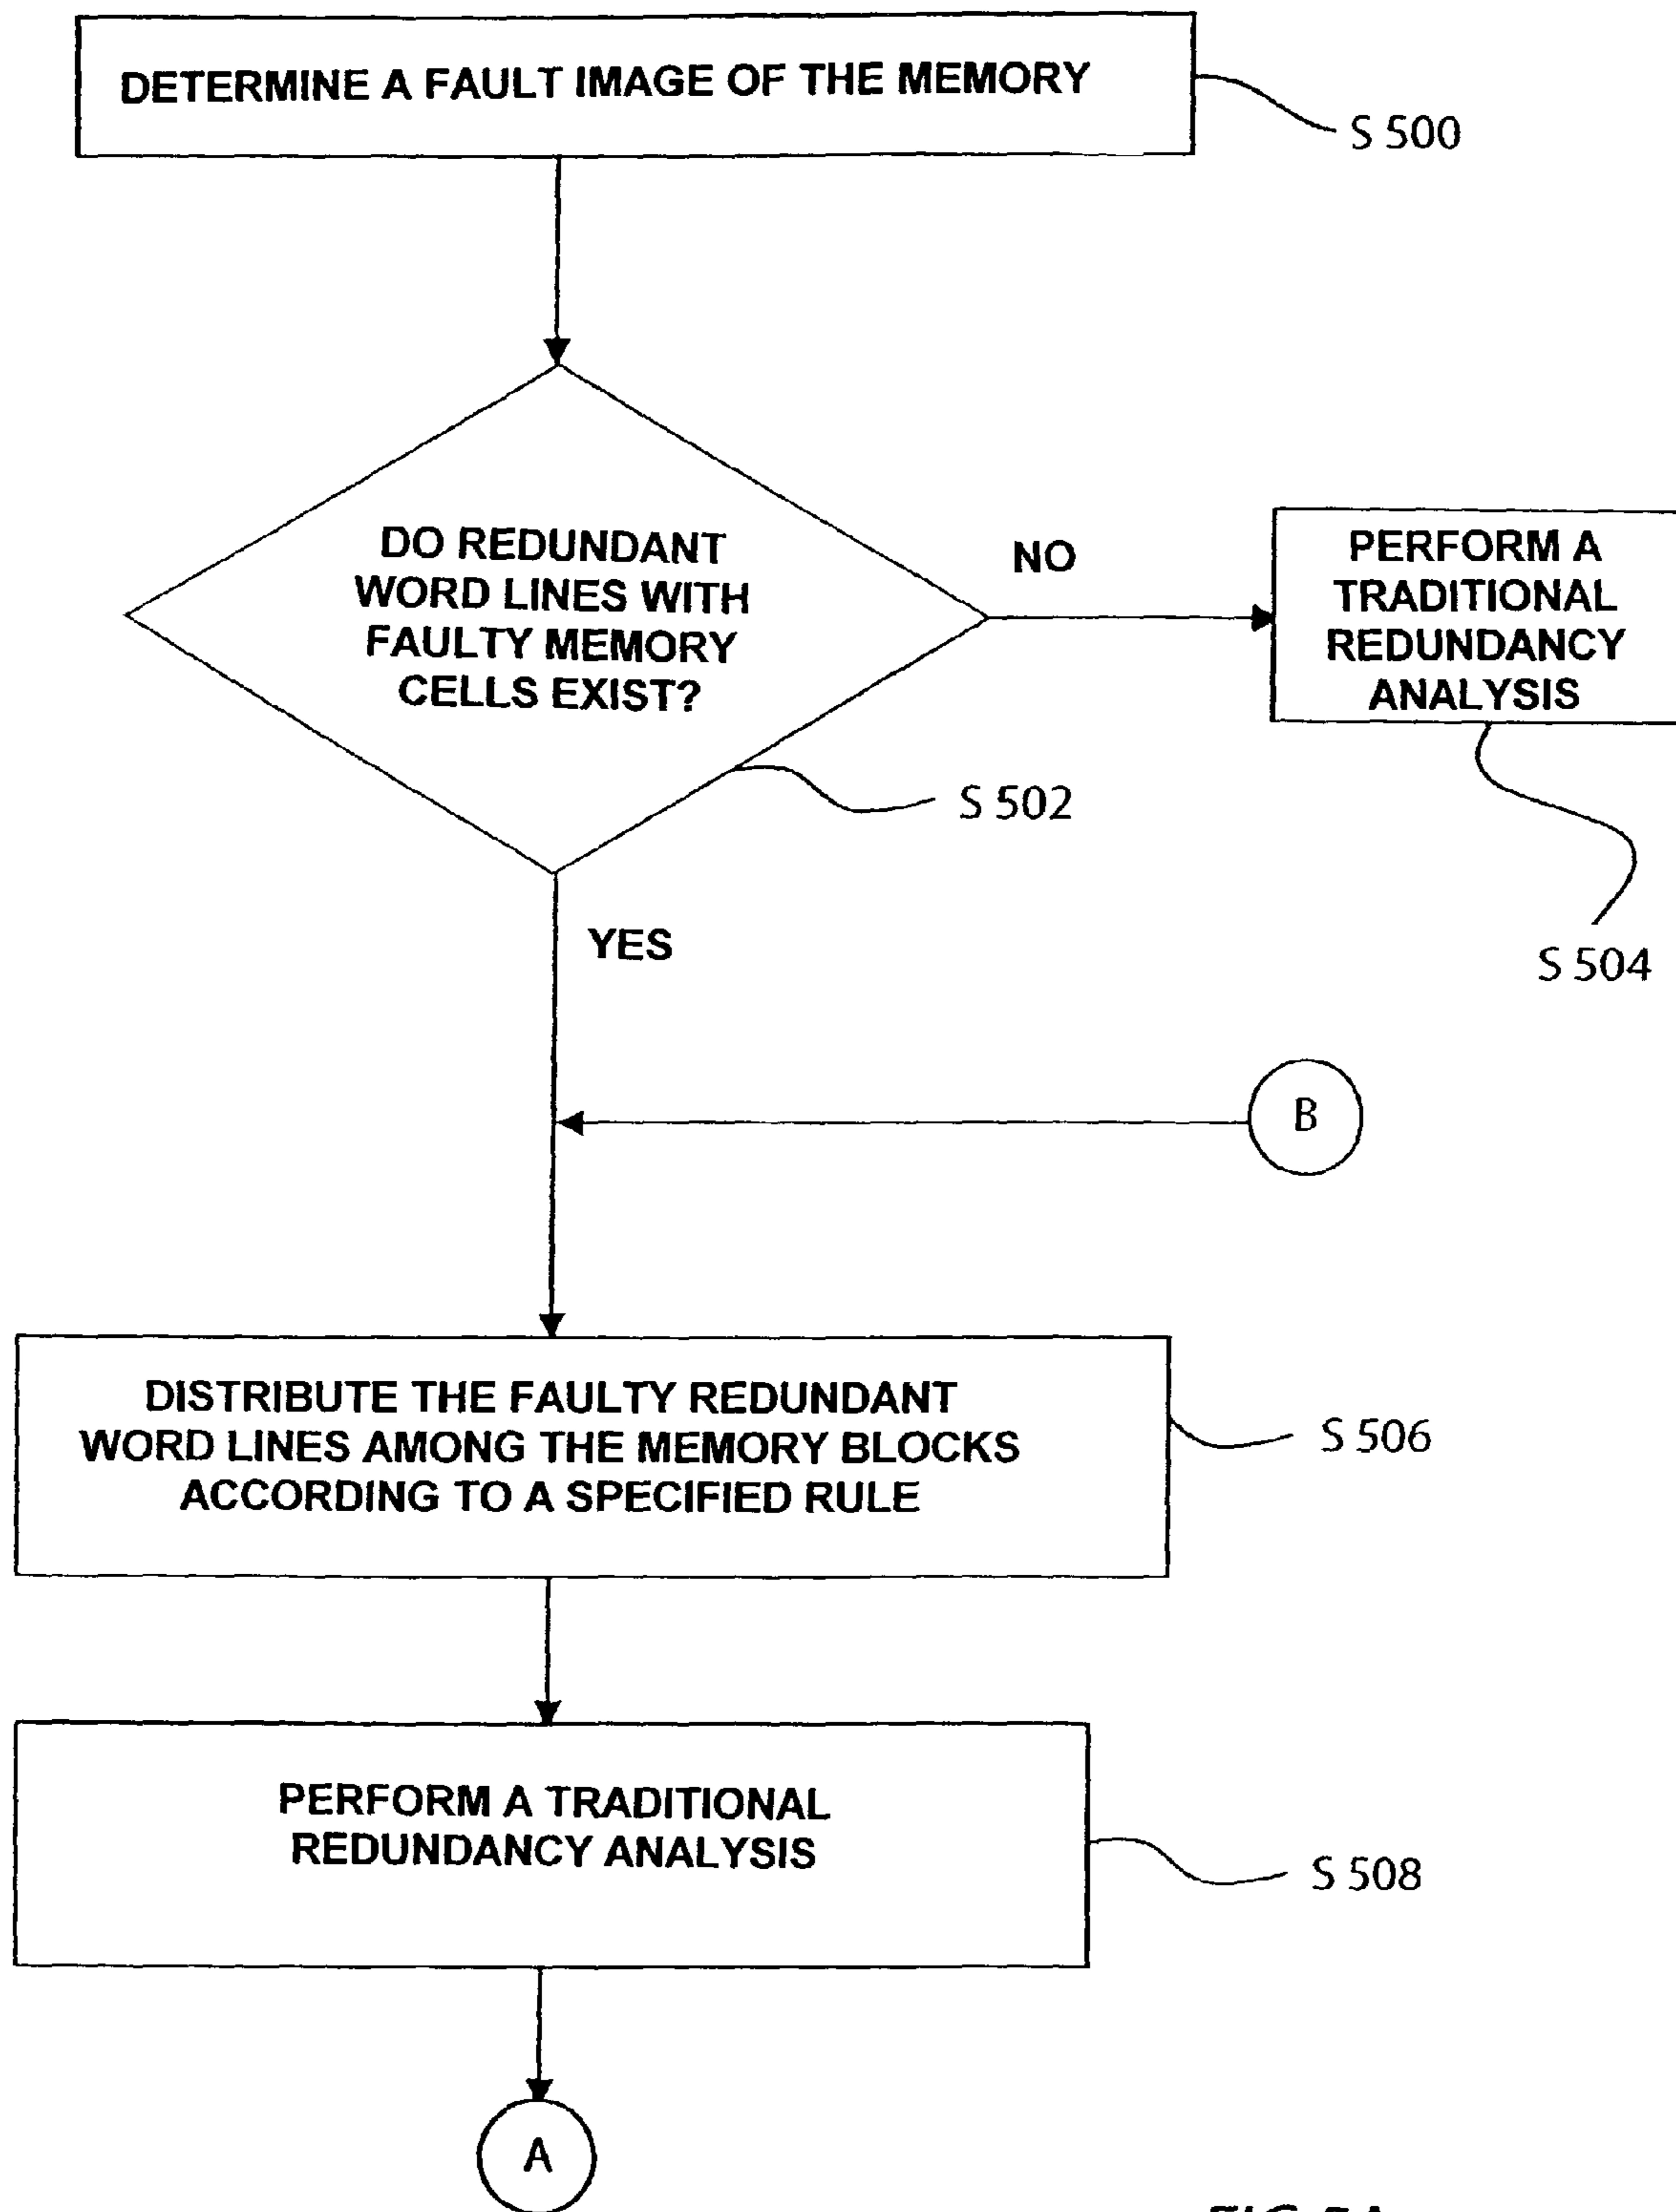 DETERMINE A FAULT IMAGE OF THE MEMORY
S 500
DO REDUNDANT
WORD LINES WITH
FAULTY MEMORY
CELLS EXIST?
NO
PERFORM A
TRADITIONAL
REDUNDANCY
ANALYSIS
S 502
S 504
YES
B
DISTRIBUTE THE FAULTY REDUNDANT
WORD LINES AMONG THE MEMORY BLOCKS
ACCORDING TO A SPECIFIED RULE
S 506
PERFORM A TRADITIONAL
REDUNDANCY ANALYSIS
S 508
A